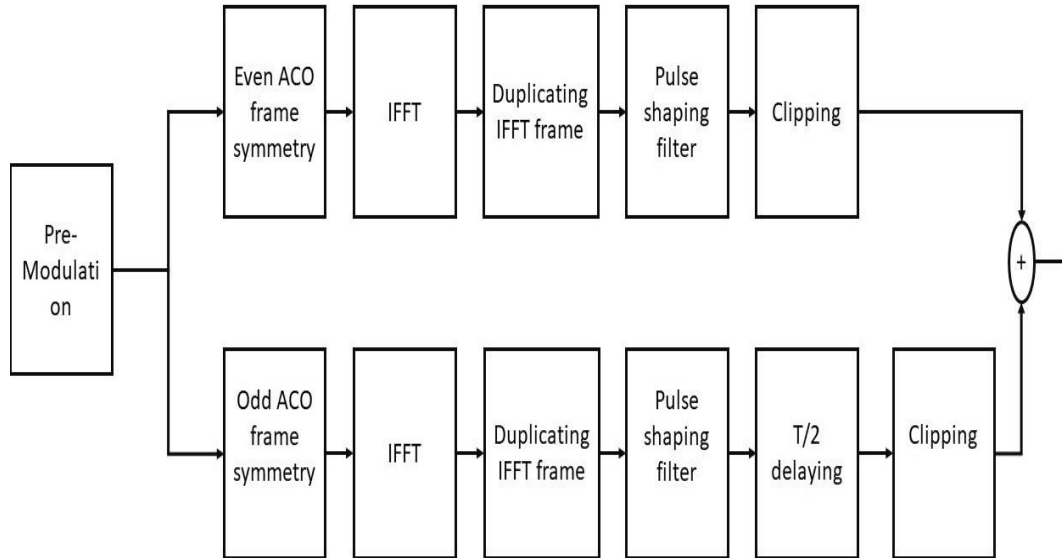 Pre-
Modulati
on
Even ACO
frame
symmetry
IFFT
Duplicating
IFFT frame
Pulse
shaping
filter
Clipping
+
Odd ACO
frame
symmetry
IFFT
Duplicating
IFFT frame
Pulse
shaping
filter
T/2
delaying
Clipping